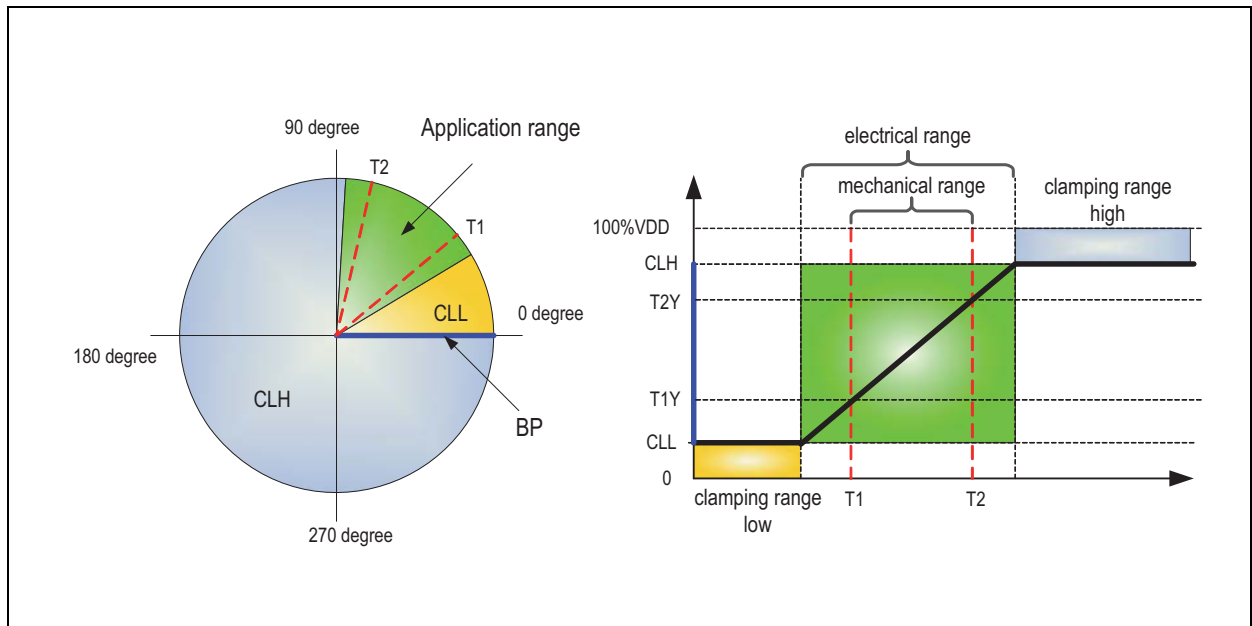 90 degree
Application range
T2
T1
CLL
0 degree
180 degree
CLH
BP
270 degree
electrical range
mechanical range
clamping range
high
100%VDD
CLH
T2Y
T1Y
CLL
0
clamping range
low
T1
T2